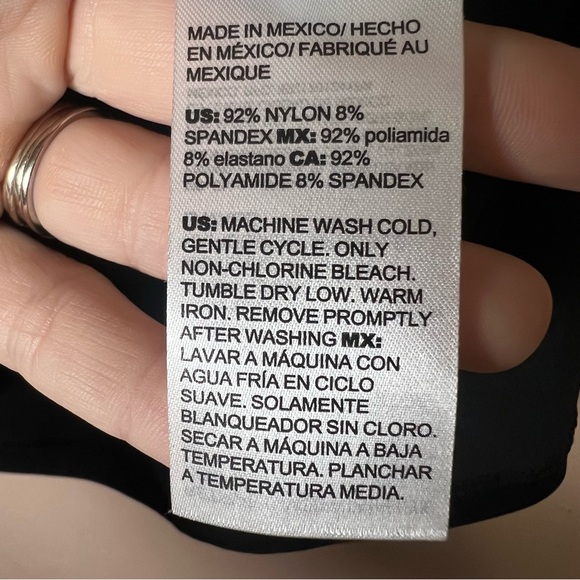 MADE IN MEXICO/ HECHO
EN MÉXICO/ FABRIQUÉ AU
MEXIQUE
US: 92% NYLON 8%
SPANDEX MX: 92% poliamida
8% elastano CA: 92%
POLYAMIDE 8% SPANDEX
US: MACHINE WASH COLD,
GENTLE CYCLE. ONLY
NON-CHLORINE BLEACH.
TUMBLE DRY LOW. WARM
IRON. REMOVE PROMPTLY
AFTER WASHING MX:
LAVAR A MÁQUINA CON
AGUA FRÍA EN CICLO
SUAVE. SOLAMENTE
BLANQUEADOR SIN CLORO.
SECAR A MÁQUINA A BAJA
TEMPERATURA. PLANCHAR
A TEMPERATURA MEDIA.